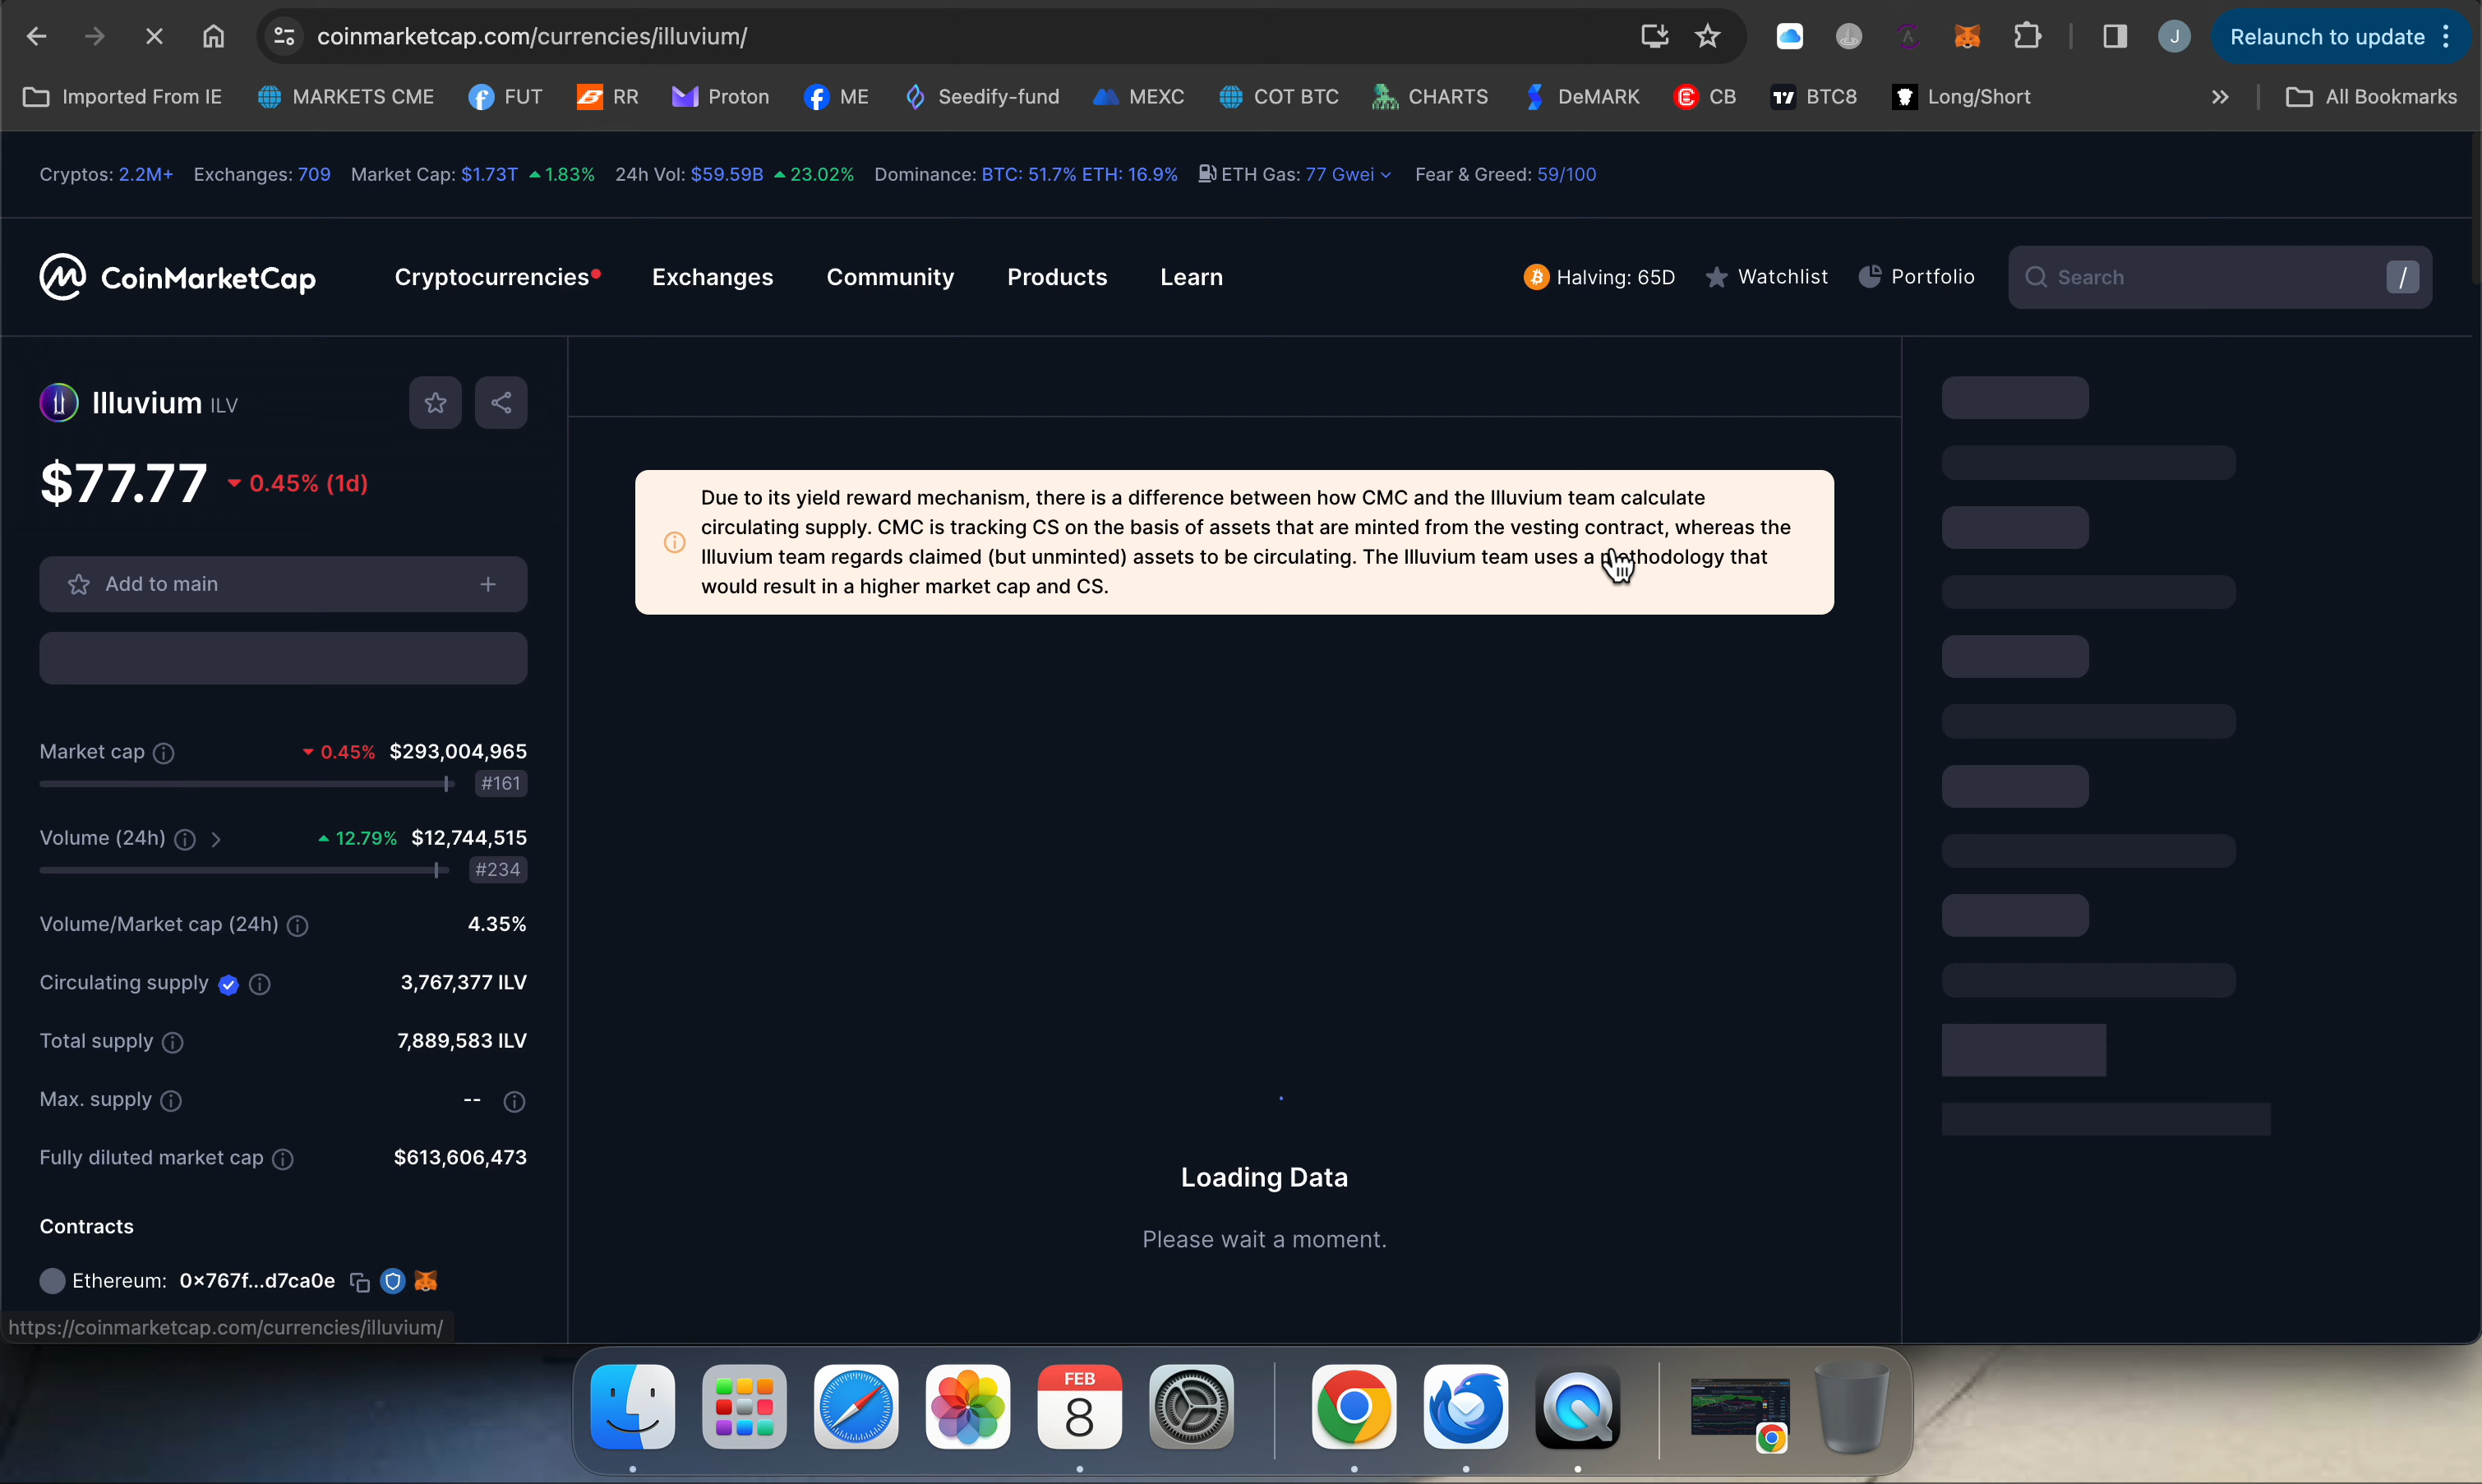 coinmarketcap.com/currencies/illuvium/
J
Relaunch to update
Imported From IE
MARKETS CME
FUT
RR
Proton
ME
Seedify-fund
MEXC
COT BTC
CHARTS
DeMARK
CB
BTC8
Long/Short
All Bookmarks
Cryptos: 2.2M+ Exchanges: 709 Market Cap: $1.73T 1.83% 24h Vol: $59.59B 23.02% Dominance: BTC: 51.7% ETH: 16.9% ETH Gas: 77 Gwei Fear & Greed: 59/100
CoinMarketCap
Cryptocurrencies
Exchanges
Community
Products
Learn
Halving: 65D
Watchlist
Portfolio
Search
/
Illuvium ILV
$77.77 0.45% (1d)
Add to main +
Market cap 0.45% $293,004,965
#161
Volume (24h) 12.79% $12,744,515
#234
Volume/Market cap (24h) 4.35%
Circulating supply 3,767,377 ILV
Total supply 7,889,583 ILV
Max. supply --
Fully diluted market cap $613,606,473
Contracts
Ethereum: 0x767f...d7ca0e
https://coinmarketcap.com/currencies/illuvium/
Due to its yield reward mechanism, there is a difference between how CMC and the Illuvium team calculate
circulating supply. CMC is tracking CS on the basis of assets that are minted from the vesting contract, whereas the
Illuvium team regards claimed (but unminted) assets to be circulating. The Illuvium team uses a methodology that
would result in a higher market cap and CS.
Loading Data
Please wait a moment.
FEB
8